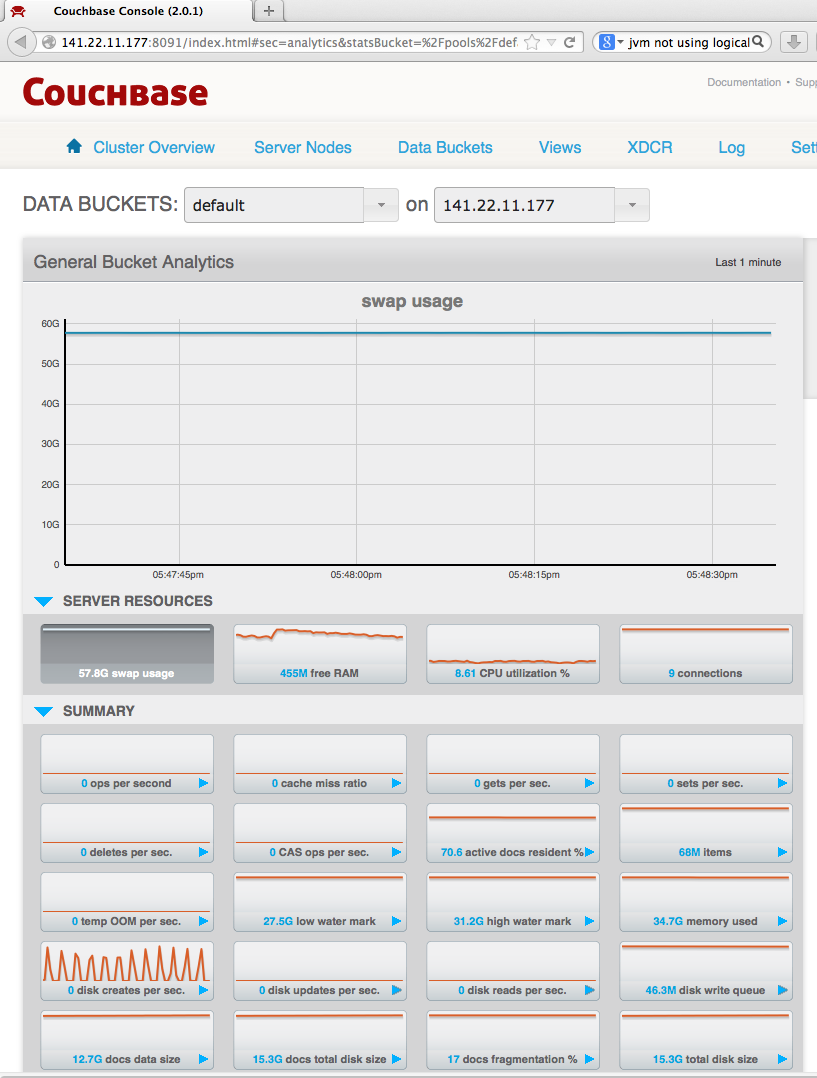 Couchbase Console (2.0.1)
141.22.11.177:8091/index.html#sec=analytics&statsBucket=%2Fpools%2Fdef
jvm not using logical
COUCHBASE
Documentation • Supp
Cluster Overview Server Nodes Data Buckets Views XDCR Log Sett
DATA BUCKETS: default on 141.22.11.177
General Bucket Analytics Last 1 minute
swap usage
60G
50G
40G
30G
20G
10G
0
05:47:45pm 05:48:00pm 05:48:15pm 05:48:30pm
SERVER RESOURCES
57.8G swap usage 455M free RAM 8.61 CPU utilization % 9 connections
SUMMARY
0 ops per second 0 cache miss ratio 0 gets per sec. 0 sets per sec.
0 deletes per sec. 0 CAS ops per sec. 70.6 active docs resident % 68M items
0 temp OOM per sec. 27.5G low water mark 31.2G high water mark 34.7G memory used
0 disk creates per sec. 0 disk updates per sec. 0 disk reads per sec. 46.3M disk write queue
12.7G docs data size 15.3G docs total disk size 17 docs fragmentation % 15.3G total disk size